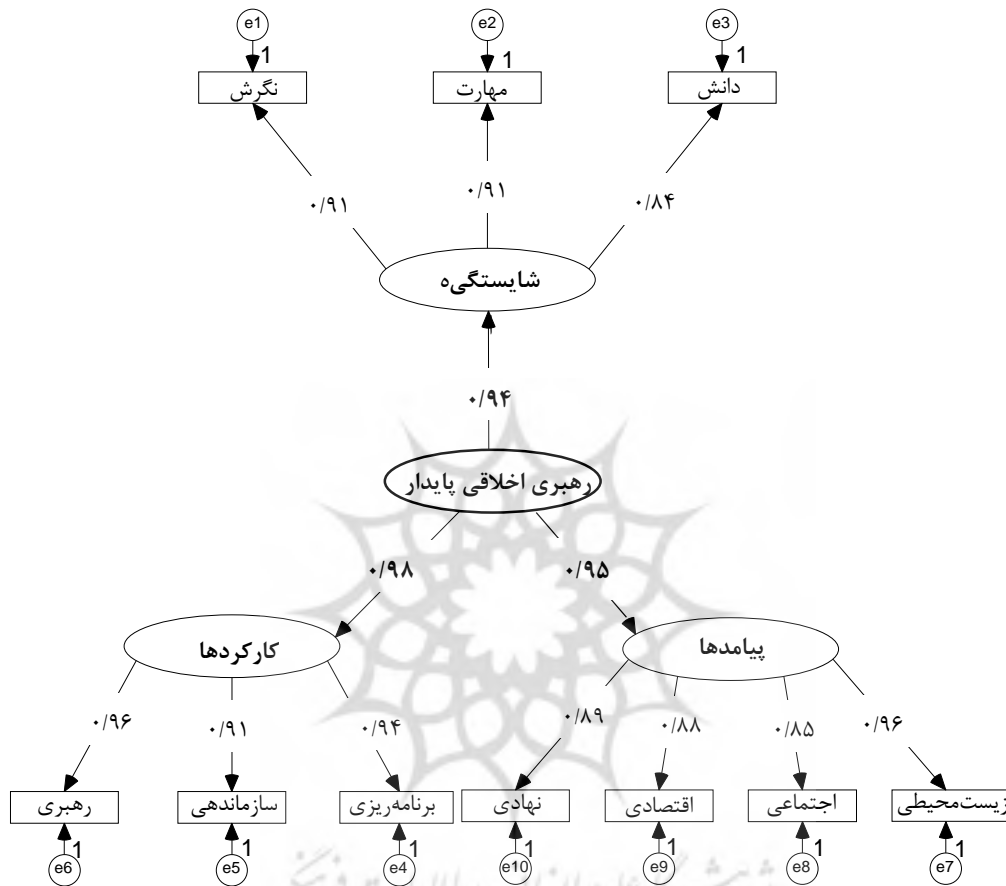 e1 e2 e3
1 1 1
نگرش مهارت دانش
۰/۹۱ ۰/۹۱ ۰/۸۴
شایستگی‌ه
۰/۹۴
رهبری اخلاقی پایدار
۰/۹۸ ۰/۹۵
کارکردها پیامدها
۰/۹۶ ۰/۹۱ ۰/۹۴ ۰/۸۹ ۰/۸۸ ۰/۸۵ ۰/۹۶
رهبری سازماندهی برنامه‌ریزی نهادی اقتصادی اجتماعی زیست‌محیطی
1 1 1 1 1 1 1
e6 e5 e4 e10 e9 e8 e7